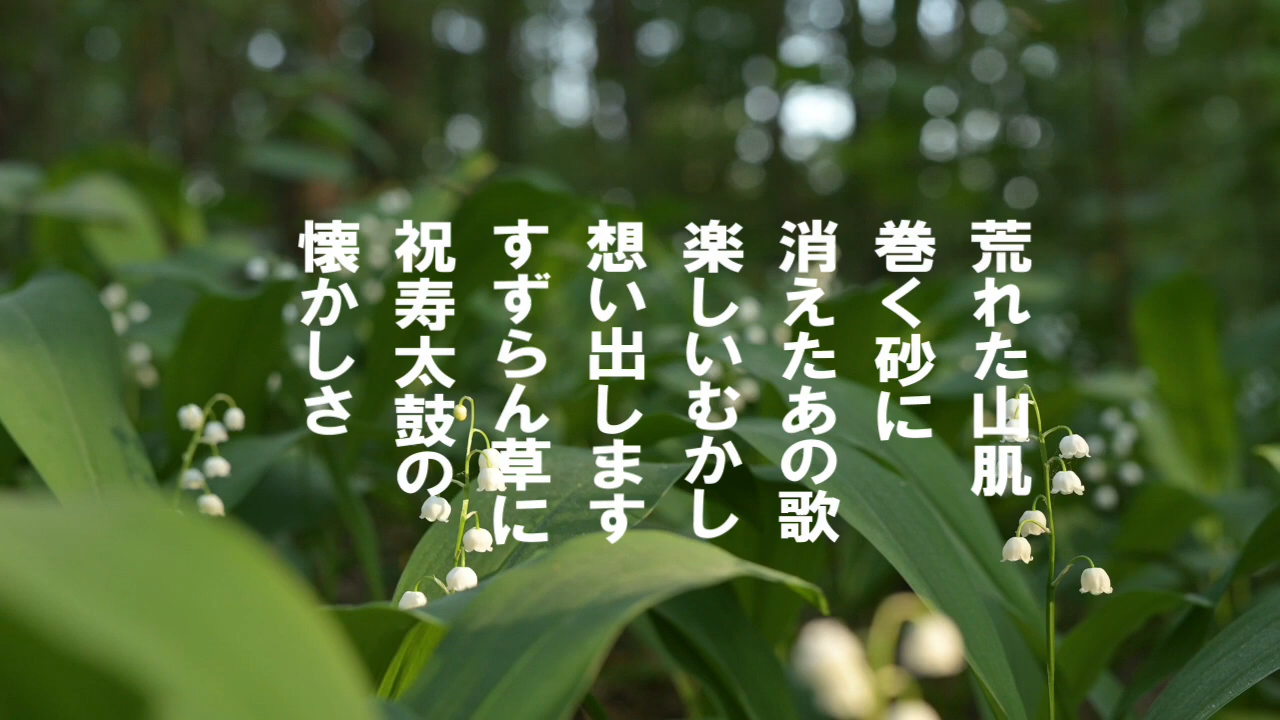 荒れた山肌
巻く砂に
消えたあの歌
楽しいむかし
想い出します
すずらん草に
祝寿太鼓の
懐かしさ